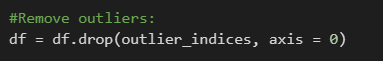 #Remove outliers:
df = df.drop(outlier_indices, axis = 0)